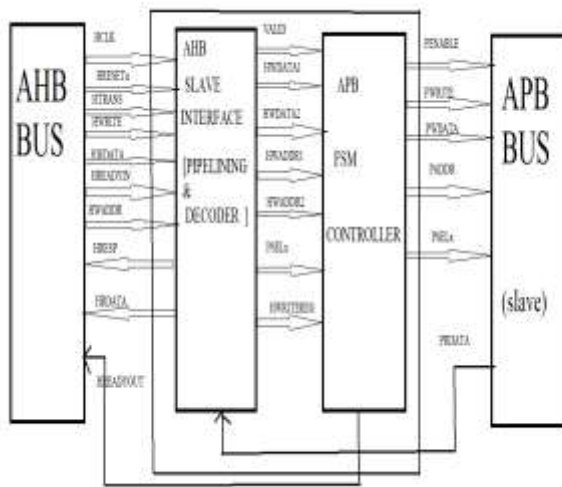 AHB
BUS
HCLK
HRESETn
HTRANS
HWRITE
HWDATA
HREADYIN
HWADDR
HRESP
HRDATA
HREADYOUT
AHB
SLAVE
INTERFACE
[PIPELINING
&
DECODER ]
VALID
HWDATA1
HWDATA2
HWADDR1
HWADDR2
PSELx
HWRITEREG
APB
FSM
CONTROLLER
PENABLE
PWRITE
PWDATA
PADDR
PSELx
PRDATA
APB
BUS
(slave)